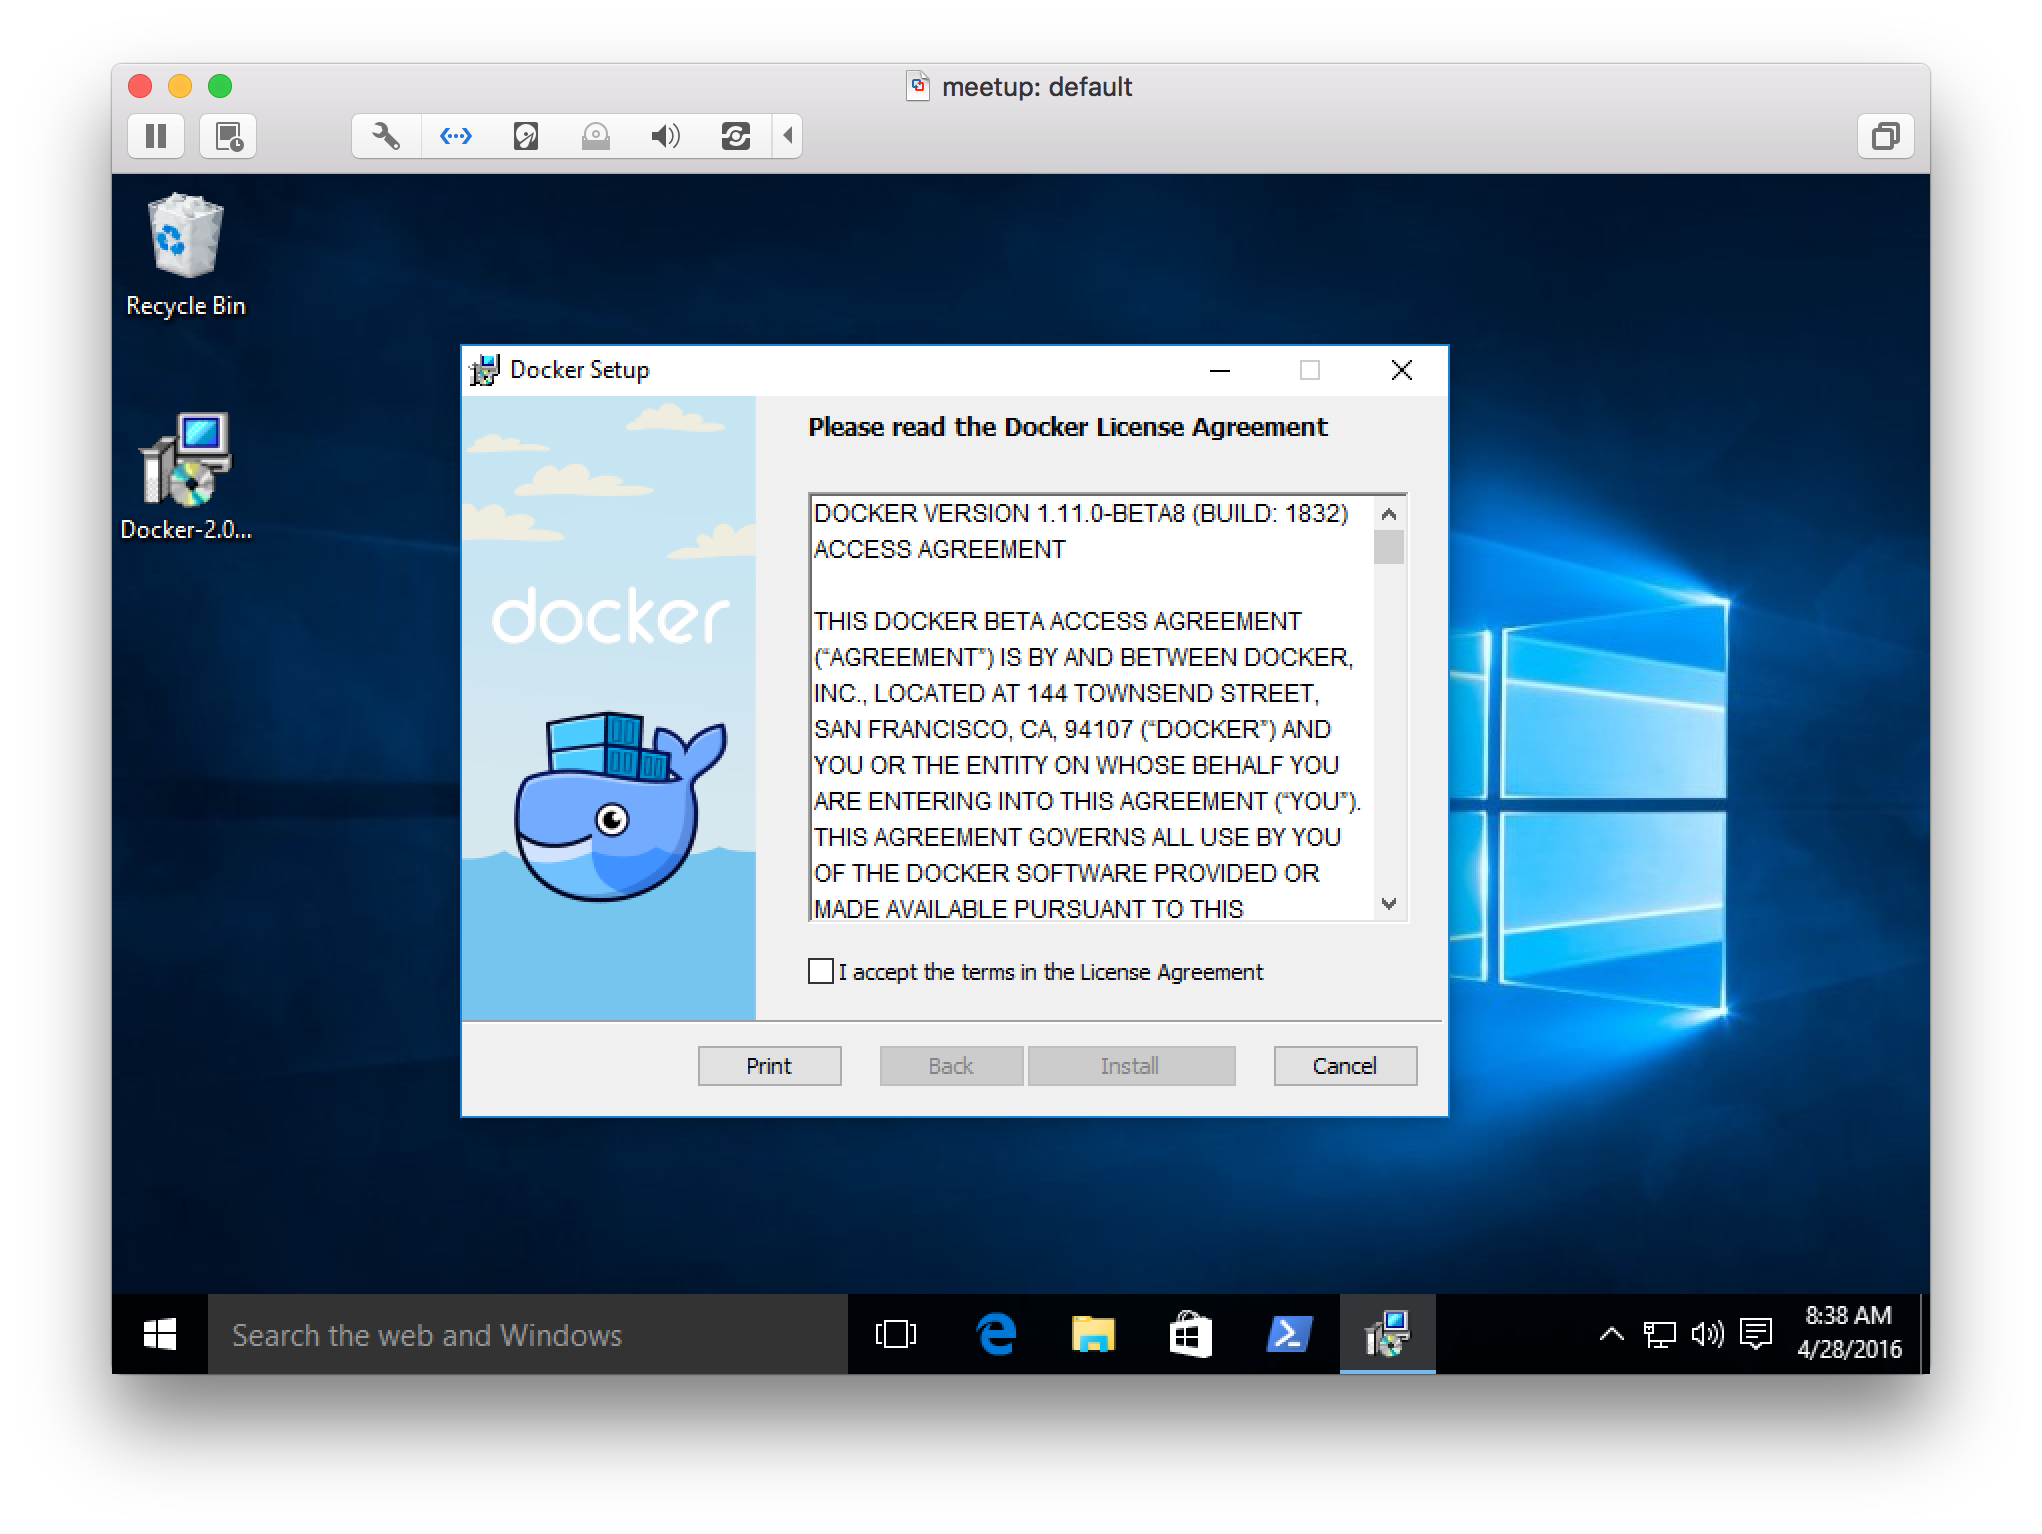 meetup: default
Recycle Bin
Docker-2.0...
Docker Setup
Please read the Docker License Agreement
docker
DOCKER VERSION 1.11.0-BETA8 (BUILD: 1832)
ACCESS AGREEMENT
THIS DOCKER BETA ACCESS AGREEMENT
(“AGREEMENT”) IS BY AND BETWEEN DOCKER,
INC., LOCATED AT 144 TOWNSEND STREET,
SAN FRANCISCO, CA, 94107 (“DOCKER”) AND
YOU OR THE ENTITY ON WHOSE BEHALF YOU
ARE ENTERING INTO THIS AGREEMENT (“YOU”).
THIS AGREEMENT GOVERNS ALL USE BY YOU
OF THE DOCKER SOFTWARE PROVIDED OR
MADE AVAILABLE PURSUANT TO THIS
I accept the terms in the License Agreement
Print Back Install Cancel
Search the web and Windows
8:38 AM
4/28/2016